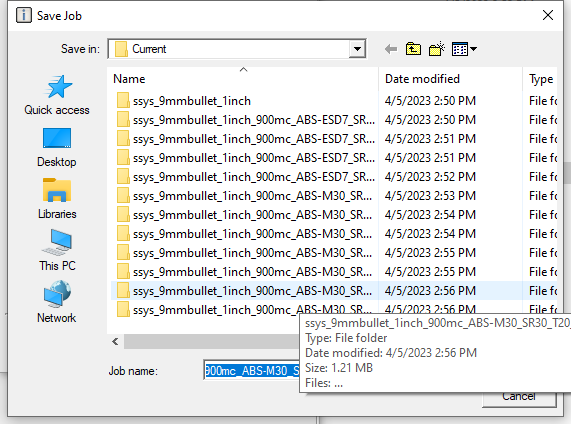 Save Job
Save in: Current
Name Date modified Type
ssys_9mmbullet_1inch 4/5/2023 2:50 PM File fo
ssys_9mmbullet_1inch_900mc_ABS-ESD7_SR... 4/5/2023 2:50 PM File fo
ssys_9mmbullet_1inch_900mc_ABS-ESD7_SR... 4/5/2023 2:51 PM File fo
ssys_9mmbullet_1inch_900mc_ABS-ESD7_SR... 4/5/2023 2:51 PM File fo
ssys_9mmbullet_1inch_900mc_ABS-ESD7_SR... 4/5/2023 2:52 PM File fo
ssys_9mmbullet_1inch_900mc_ABS-M30_SR... 4/5/2023 2:53 PM File fo
ssys_9mmbullet_1inch_900mc_ABS-M30_SR... 4/5/2023 2:54 PM File fo
ssys_9mmbullet_1inch_900mc_ABS-M30_SR... 4/5/2023 2:54 PM File fo
ssys_9mmbullet_1inch_900mc_ABS-M30_SR... 4/5/2023 2:55 PM File fo
ssys_9mmbullet_1inch_900mc_ABS-M30_SR... 4/5/2023 2:55 PM File fo
ssys_9mmbullet_1inch_900mc_ABS-M30_SR... 4/5/2023 2:56 PM File fo
ssys_9mmbullet_1inch_900mc_ABS-M30_SR... 4/5/2023 2:56 PM File fo
Quick access
Desktop
Libraries
This PC
Network
ssys_9mmbullet_1inch_900mc_ABS-M30_SR30_T20_
Type: File folder
Date modified: 4/5/2023 2:56 PM
Size: 1.21 MB
Files: ...
Job name: 900mc_ABS-M30_S
Cancel